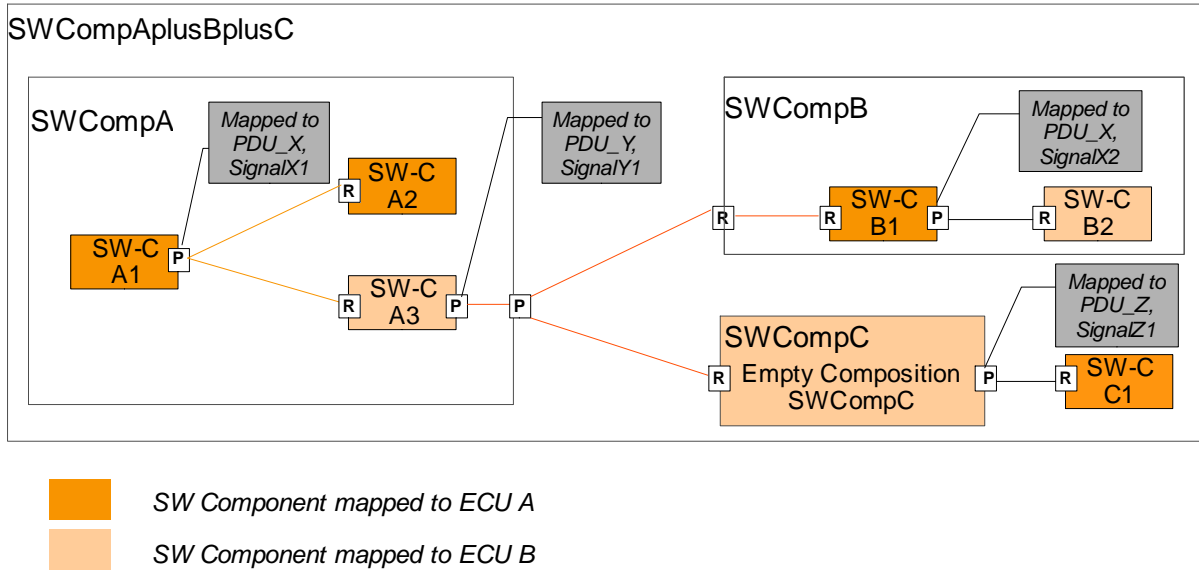 SWCompAplusBplusC
SWCompA
Mapped to
PDU_X,
SignalX1
Mapped to
PDU_Y,
SignalY1
SWCompB
Mapped to
PDU_X,
SignalX2
R
SW-C
A2
P
SW-C
A1
R
SW-C
A3
P
P
R
R
SW-C
B1
P
R
SW-C
B2
R
SWCompC
Empty Composition
SWCompC
P
Mapped to
PDU_Z,
SignalZ1
R
SW-C
C1
SW Component mapped to ECU A
SW Component mapped to ECU B